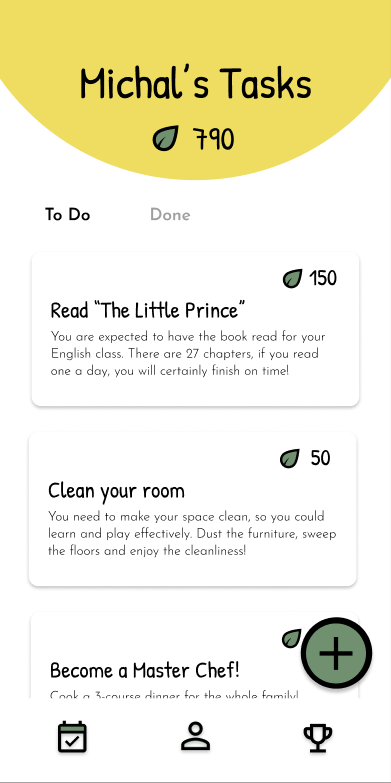 Michal's Tasks
790
To Do Done
150
Read "The Little Prince"
You are expected to have the book read for your
English class. There are 27 chapters, if you read
one a day, you will certainly finish on time!
50
Clean your room
You need to make your space clean, so you could
learn and play effectively. Dust the furniture, sweep
the floors and enjoy the cleanliness!
Become a Master Chef!
Cook a 3-course dinner for the whole family!